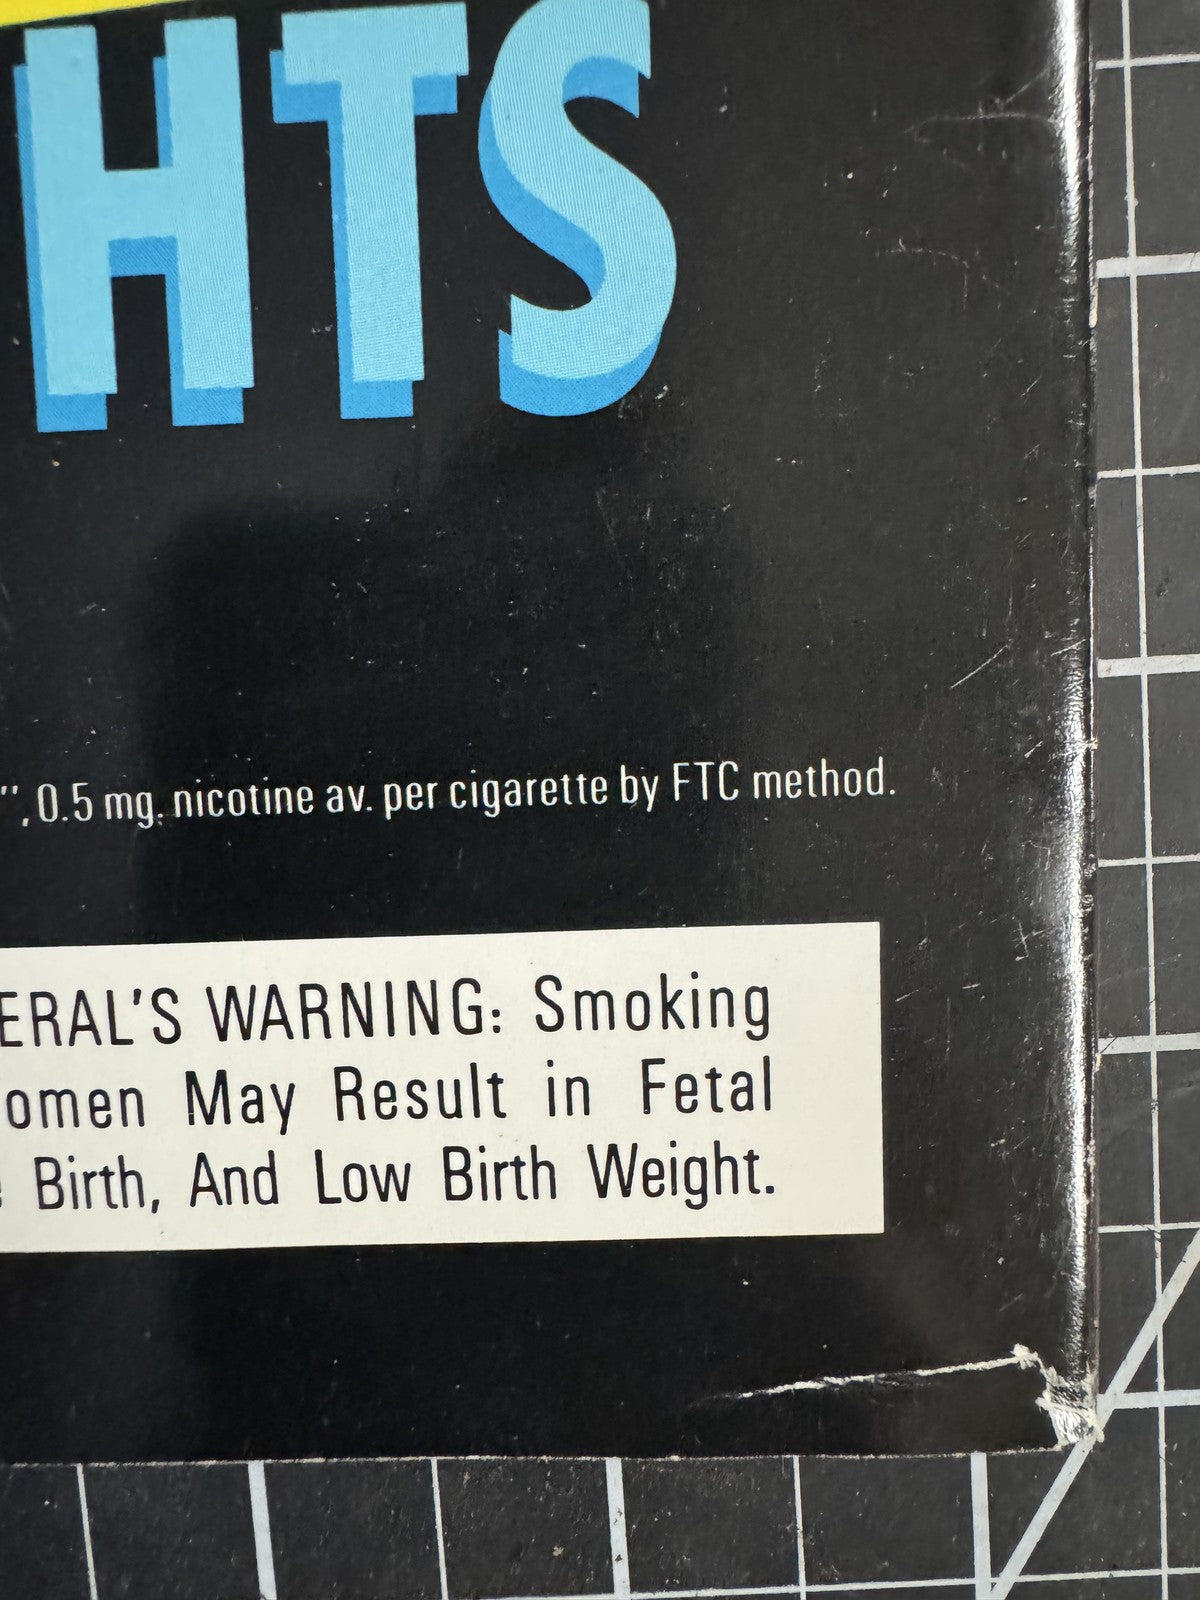 HTS
", 0.5 mg. nicotine av. per cigarette by FTC method.
ERAL'S WARNING: Smoking
omen May Result in Fetal
Birth, And Low Birth Weight.